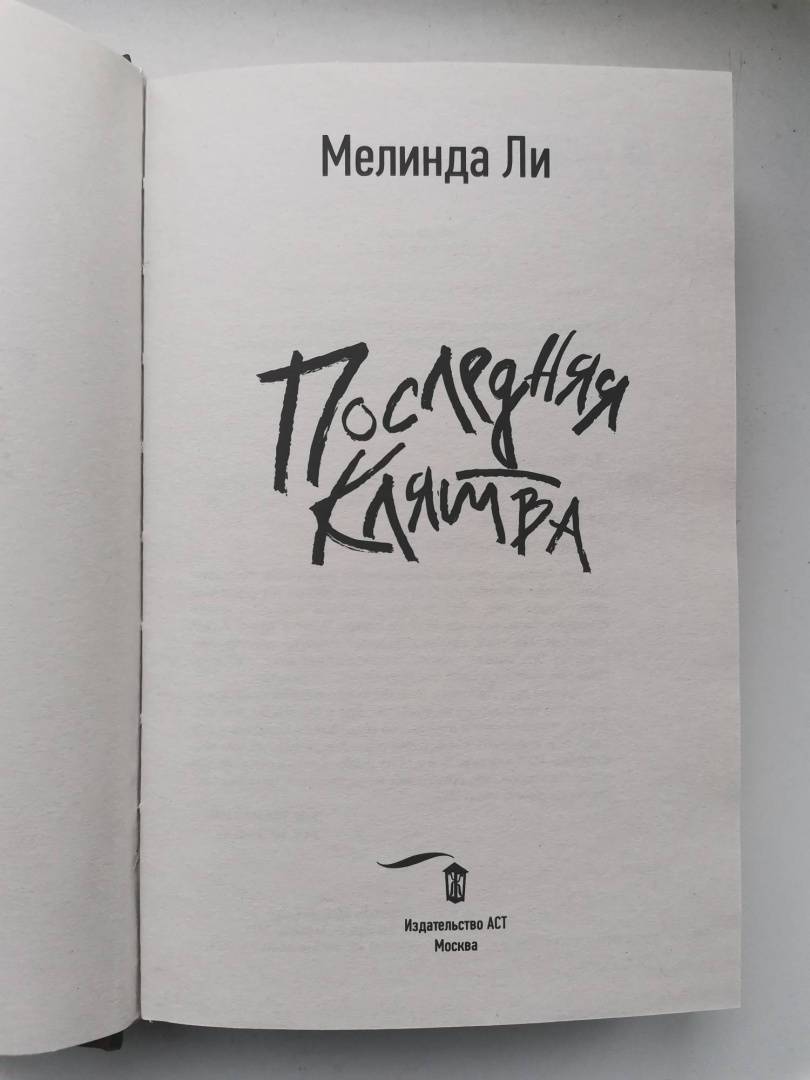 Мелинда Ли
Последняя
Клятва
Ж
Издательство АСТ
Москва